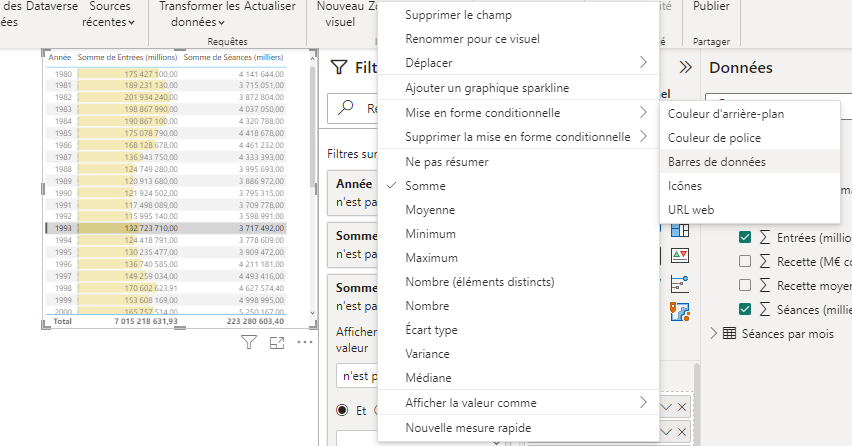 des Dataverse
ées
Sources
récentes
Transformer les
données
Actualiser
Requêtes
Nouveau
visuel
Publier
Partager
Année Somme de Entrées (millions) Somme de Séances (milliers)
1980 175 427 100,00 4 141 644,00
1981 189 231 130,00 3 715 051,00
1982 201 934 240,00 3 872 804,00
1983 198 867 990,00 4 037 050,00
1984 190 867 100,00 4 320 788,00
1985 175 078 790,00 4 418 678,00
1986 168 128 678,00 4 461 232,00
1987 136 943 750,00 4 333 393,00
1988 124 749 280,00 3 995 693,00
1989 120 913 680,00 3 886 972,00
1990 121 924 502,00 3 795 315,00
1991 117 498 089,00 3 709 778,00
1992 115 995 140,00 3 598 991,00
1993 132 723 710,00 3 717 492,00
1994 124 418 791,00 3 778 609,00
1995 130 235 477,00 3 909 472,00
1996 136 740 585,00 4 211 181,00
1997 149 259 034,00 4 493 416,00
1998 170 602 623,91 4 627 574,40
1999 153 608 169,00 4 998 995,00
2000 165 757 514,00 5 250 167,00
Total 7 015 218 631,93 223 280 603,40
Filt
Filtres sur
Année
n'est pa
Somme
n'est pa
Somme
n'est pa
Afficher
valeur
n'est pa
Et
Supprimer le champ
Renommer pour ce visuel
Déplacer
Ajouter un graphique sparkline
Mise en forme conditionnelle
Supprimer la mise en forme conditionnelle
Ne pas résumer
Somme
Moyenne
Minimum
Maximum
Nombre (éléments distincts)
Nombre
Écart type
Variance
Médiane
Afficher la valeur comme
Nouvelle mesure rapide
Couleur d'arrière-plan
Couleur de police
Barres de données
Icônes
URL web
Données
Entrées (millio
Recette (M€ co
Recette moyen
Séances (millie
Séances par mois